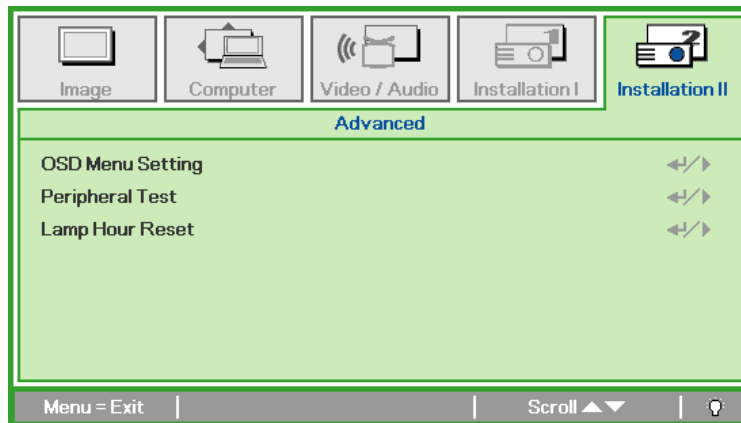 Image
Computer
Video / Audio
Installation I
Installation II
Advanced
OSD Menu Setting
Peripheral Test
Lamp Hour Reset
Menu = Exit
Scroll ▲▼